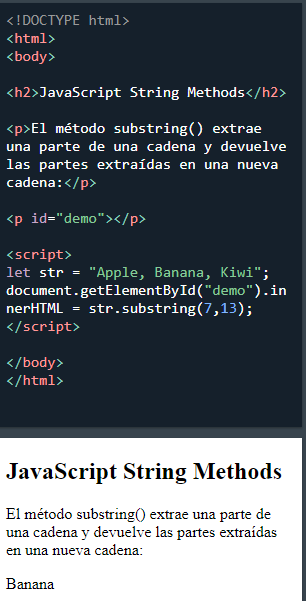 <!DOCTYPE html>
<html>
<body>
<h2>JavaScript String Methods</h2>
<p>El método substring() extrae
una parte de una cadena y devuelve
las partes extraídas en una nueva
cadena:</p>
<p id="demo"></p>
<script>
let str = "Apple, Banana, Kiwi";
document.getElementById("demo").in
nerHTML = str.substring(7,13);
</script>
</body>
</html>
JavaScript String Methods
El método substring() extrae una parte de
una cadena y devuelve las partes extraídas
en una nueva cadena:
Banana